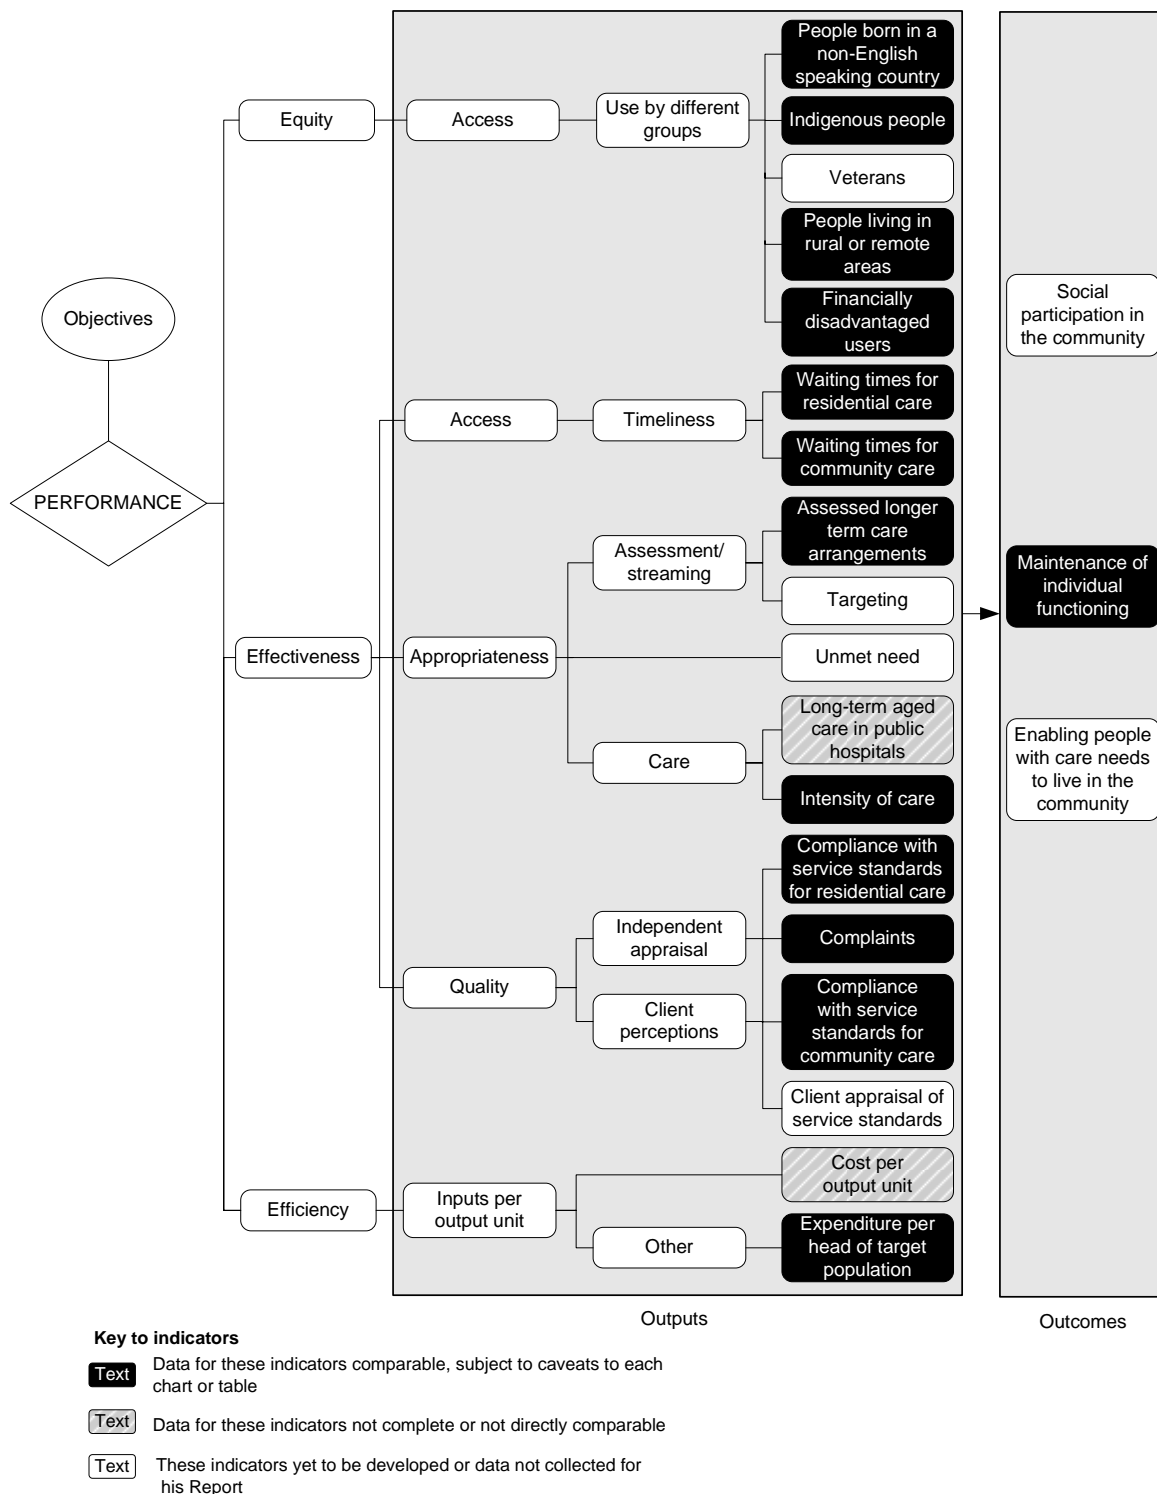 People born in a
non-English
speaking country
Equity
Access
Use by different
groups
Indigenous people
Veterans
People living in
rural or remote
areas
Financially
disadvantaged
users
Objectives
PERFORMANCE
Access
Timeliness
Waiting times for
residential care
Waiting times for
community care
Effectiveness
Appropriateness
Assessment/
streaming
Assessed longer
term care
arrangements
Targeting
Unmet need
Care
Long-term aged
care in public
hospitals
Intensity of care
Quality
Independent
appraisal
Client
perceptions
Compliance with
service standards
for residential care
Complaints
Compliance
with service
standards for
community care
Client appraisal of
service standards
Efficiency
Inputs per
output unit
Cost per
output unit
Other
Expenditure per
head of target
population
Outputs
Social
participation in
the community
Maintenance of
individual
functioning
Enabling people
with care needs
to live in the
community
Outcomes
Key to indicators
Text
Data for these indicators comparable, subject to caveats to each
chart or table
Text
Data for these indicators not complete or not directly comparable
Text
These indicators yet to be developed or data not collected for
his Report